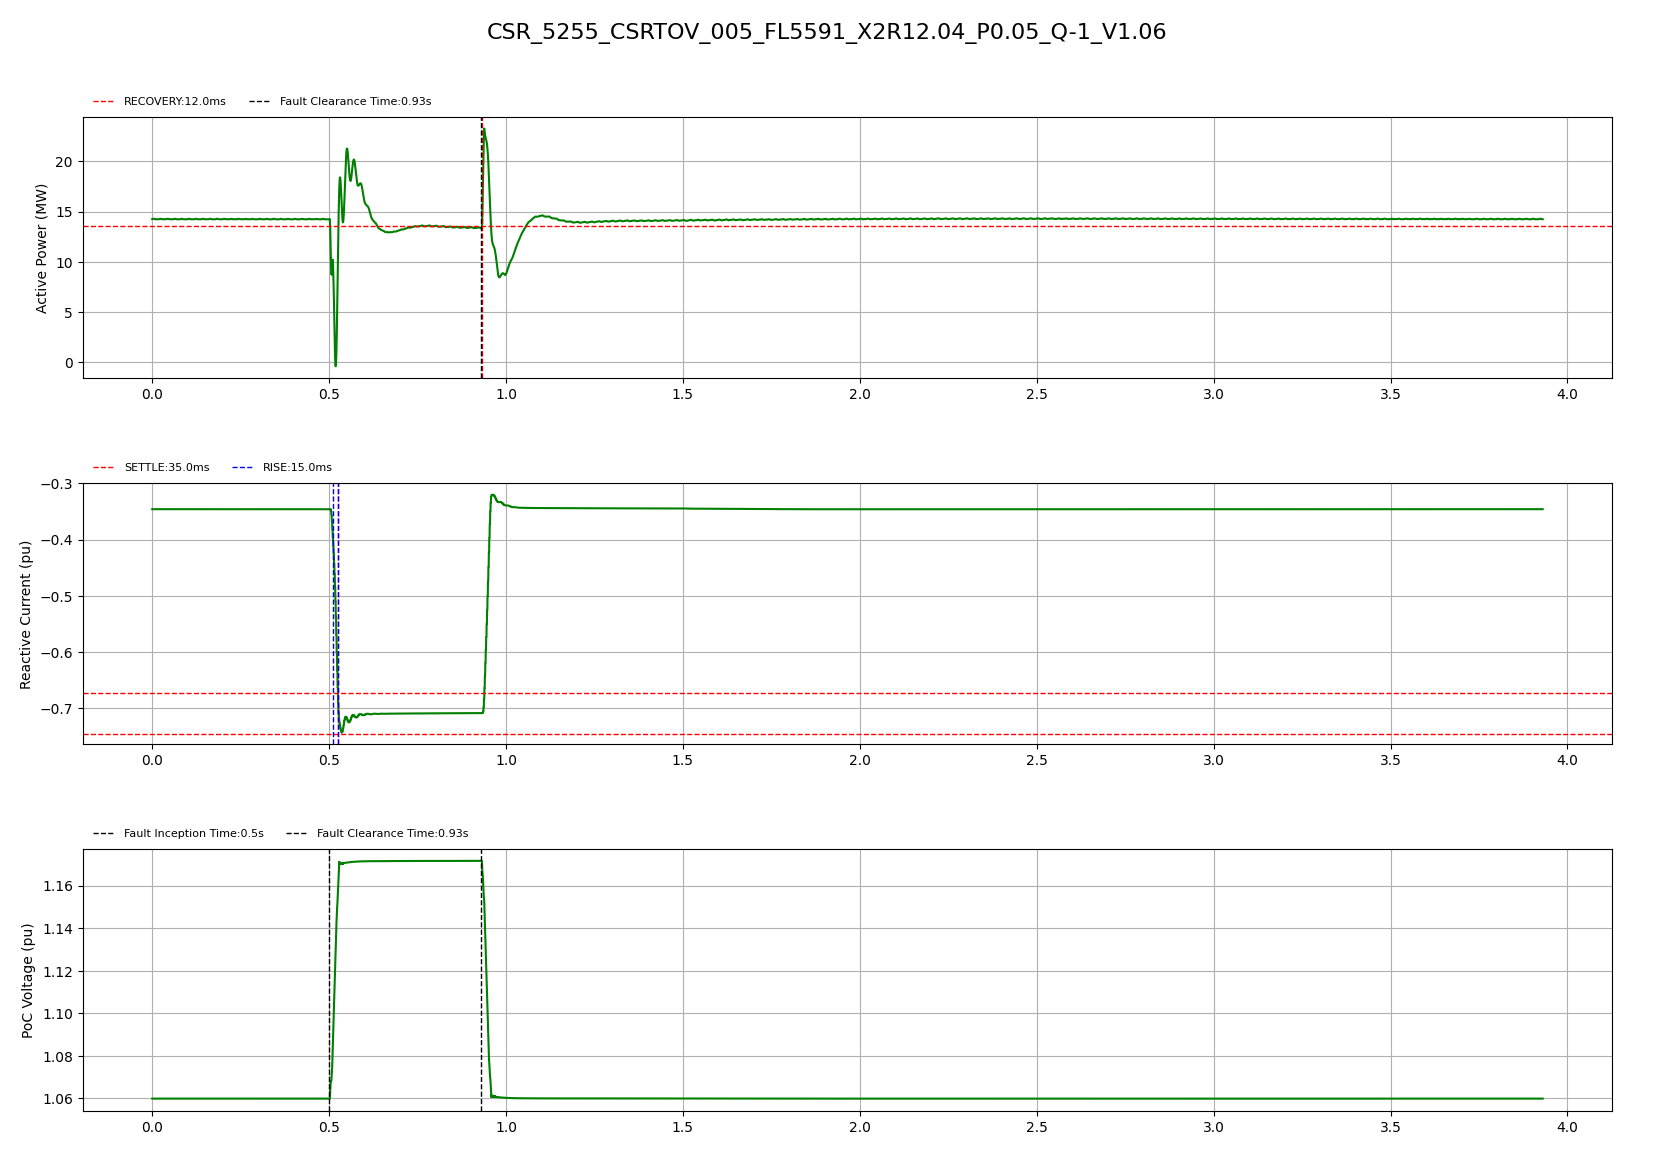 CSR_5255_CSRTOV_005_FL5591_X2R12.04_P0.05_Q-1_V1.06
RECOVERY:12.0ms Fault Clearance Time:0.93s
Active Power (MW)
20
15
10
5
0
0.0 0.5 1.0 1.5 2.0 2.5 3.0 3.5 4.0
SETTLE:35.0ms RISE:15.0ms
Reactive Current (pu)
−0.3
−0.4
−0.5
−0.6
−0.7
0.0 0.5 1.0 1.5 2.0 2.5 3.0 3.5 4.0
Fault Inception Time:0.5s Fault Clearance Time:0.93s
PoC Voltage (pu)
1.16
1.14
1.12
1.10
1.08
1.06
0.0 0.5 1.0 1.5 2.0 2.5 3.0 3.5 4.0